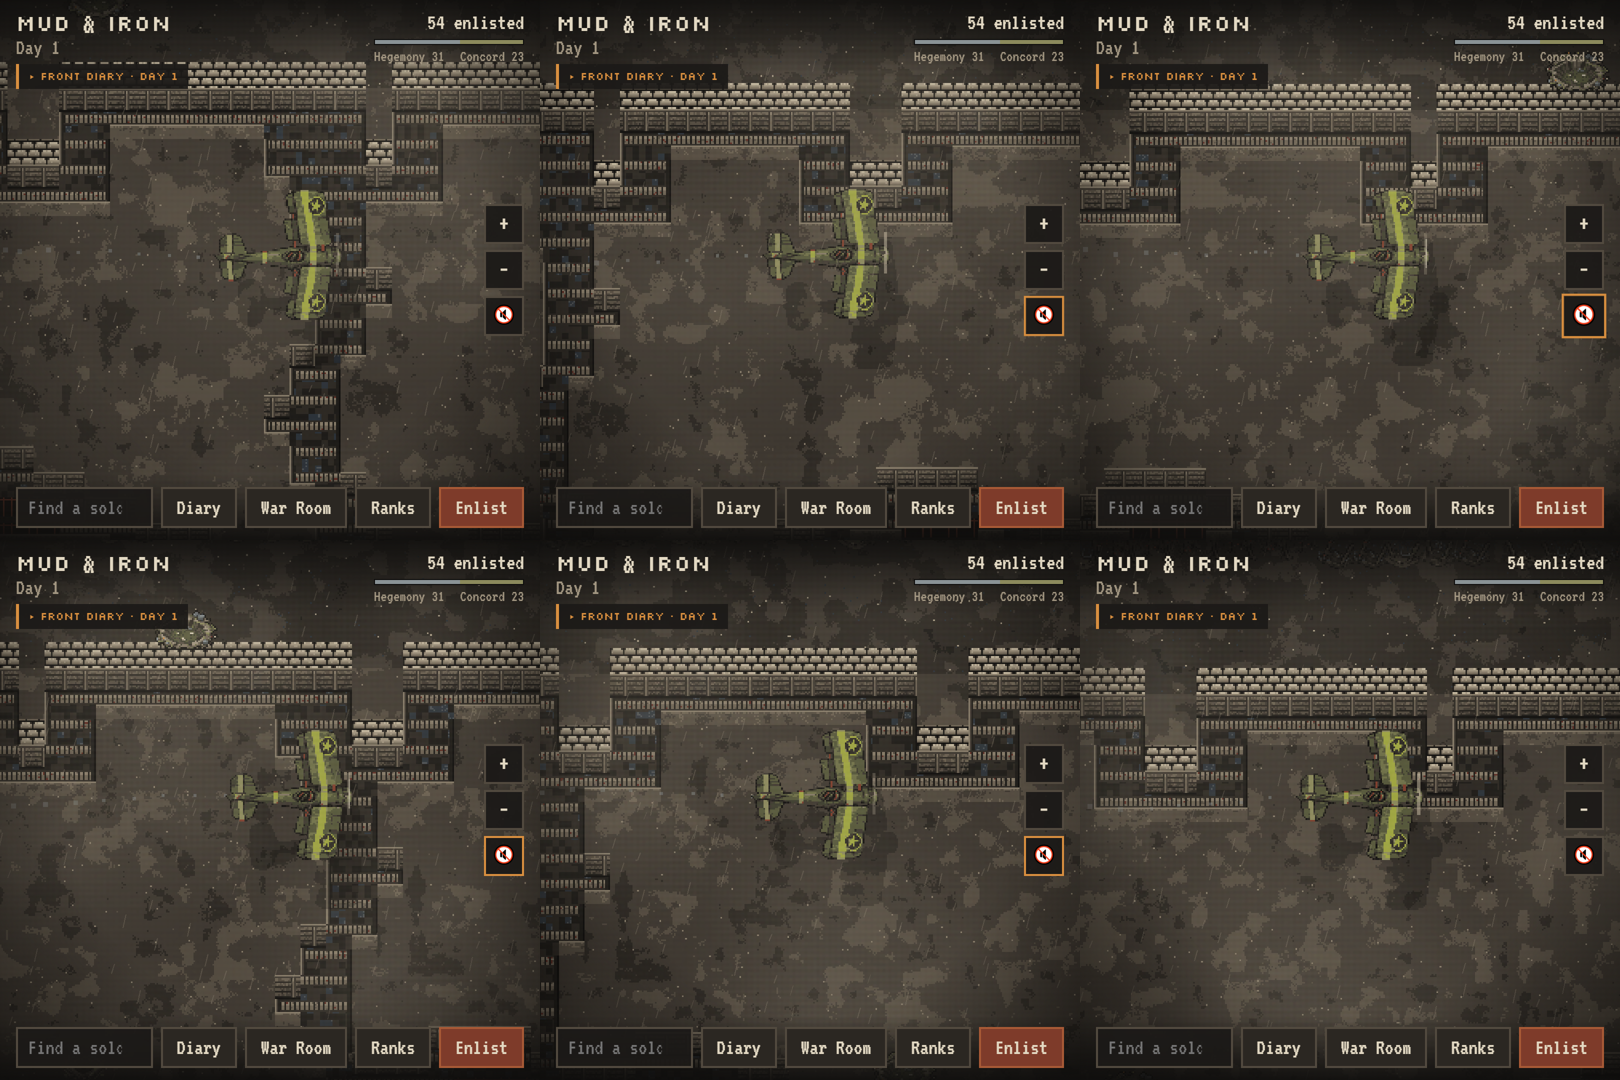 MUD & IRON
54 enlisted
Day 1
Hegemony 31 Concord 23
▸ FRONT DIARY · DAY 1
+
-
Find a solc
Diary
War Room
Ranks
Enlist
MUD & IRON
54 enlisted
Day 1
Hegemony 31 Concord 23
▸ FRONT DIARY · DAY 1
+
-
Find a solc
Diary
War Room
Ranks
Enlist
MUD & IRON
54 enlisted
Day 1
Hegemony 31 Concord 23
▸ FRONT DIARY · DAY 1
+
-
Find a solc
Diary
War Room
Ranks
Enlist
MUD & IRON
54 enlisted
Day 1
Hegemony 31 Concord 23
▸ FRONT DIARY · DAY 1
+
-
Find a solc
Diary
War Room
Ranks
Enlist
MUD & IRON
54 enlisted
Day 1
Hegemony 31 Concord 23
▸ FRONT DIARY · DAY 1
+
-
Find a solc
Diary
War Room
Ranks
Enlist
MUD & IRON
54 enlisted
Day 1
Hegemony 31 Concord 23
▸ FRONT DIARY · DAY 1
+
-
Find a solc
Diary
War Room
Ranks
Enlist